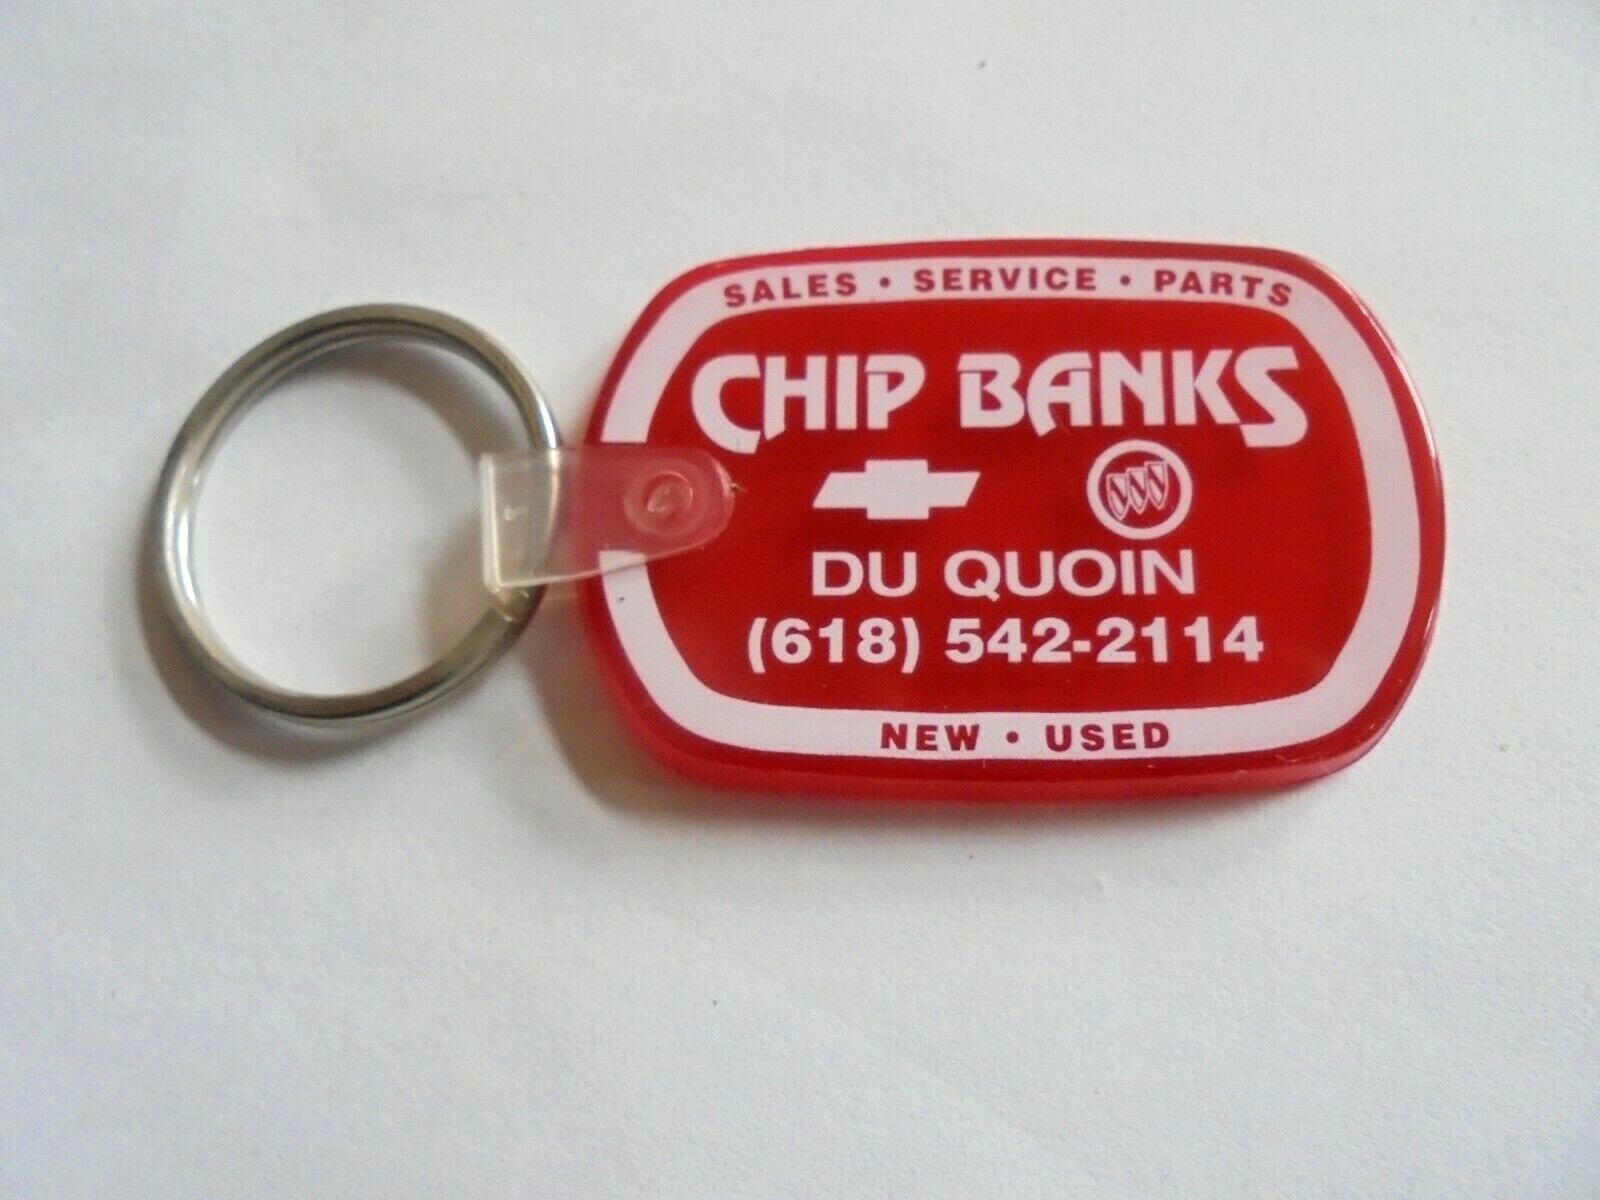 SALES • SERVICE • PARTS
CHIP BANKS
DU QUOIN
(618) 542-2114
NEW • USED